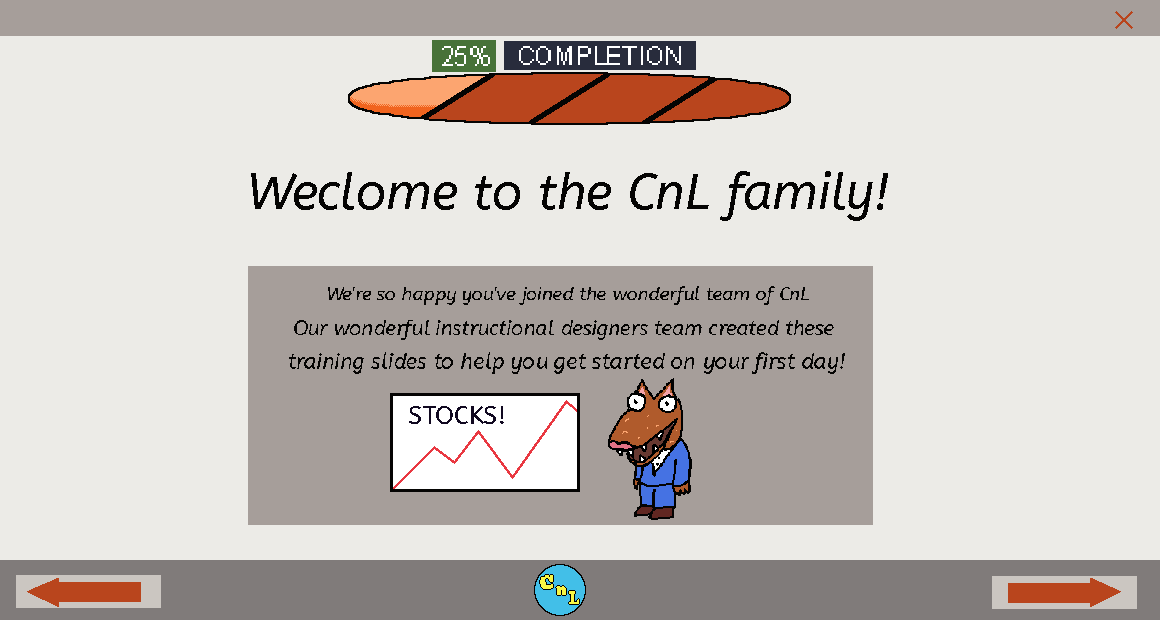 25% COMPLETION
Weclome to the CnL family!
We're so happy you've joined the wonderful team of CnL
Our wonderful instructional designers team created these
training slides to help you get started on your first day!
STOCKS!
CnL